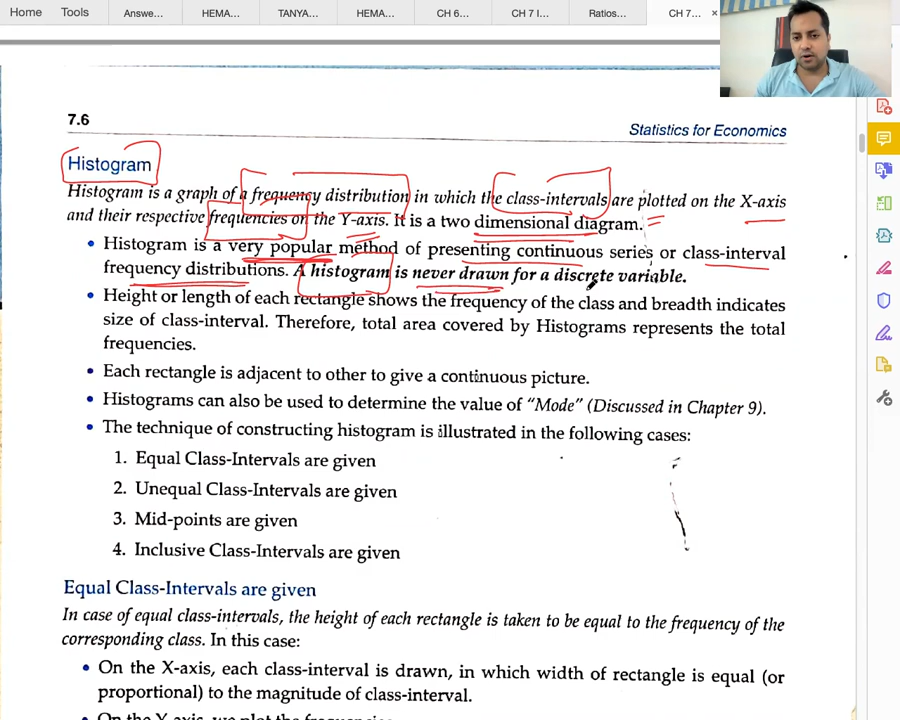 Home Tools Answe... HEMA... TANYA... HEMA... CH 6... CH 7 I... Ratios... CH 7... ×
7.6
Statistics for Economics
Histogram
Histogram is a graph of a frequency distribution in which the class-intervals are plotted on the X-axis
and their respective frequencies on the Y-axis. It is a two dimensional diagram.
• Histogram is a very popular method of presenting continuous series or class-interval
frequency distributions. A histogram is never drawn for a discrete variable.
• Height or length of each rectangle shows the frequency of the class and breadth indicates
size of class-interval. Therefore, total area covered by Histograms represents the total
frequencies.
• Each rectangle is adjacent to other to give a continuous picture.
• Histograms can also be used to determine the value of "Mode" (Discussed in Chapter 9).
• The technique of constructing histogram is illustrated in the following cases:
1. Equal Class-Intervals are given
2. Unequal Class-Intervals are given
3. Mid-points are given
4. Inclusive Class-Intervals are given
Equal Class-Intervals are given
In case of equal class-intervals, the height of each rectangle is taken to be equal to the frequency of the
corresponding class. In this case:
• On the X-axis, each class-interval is drawn, in which width of rectangle is equal (or
proportional) to the magnitude of class-interval.
• On the Y-axis, we plot the frequencies